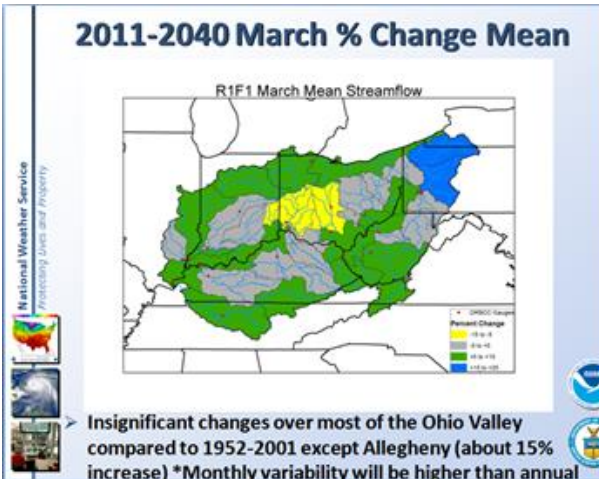 2011-2040 March % Change Mean
R1F1 March Mean Streamflow
National Weather Service
Protecting Lives and Property
Percent Change
Insignificant changes over most of the Ohio Valley
compared to 1952-2001 except Allegheny (about 15%
increase) *Monthly variability will be higher than annual